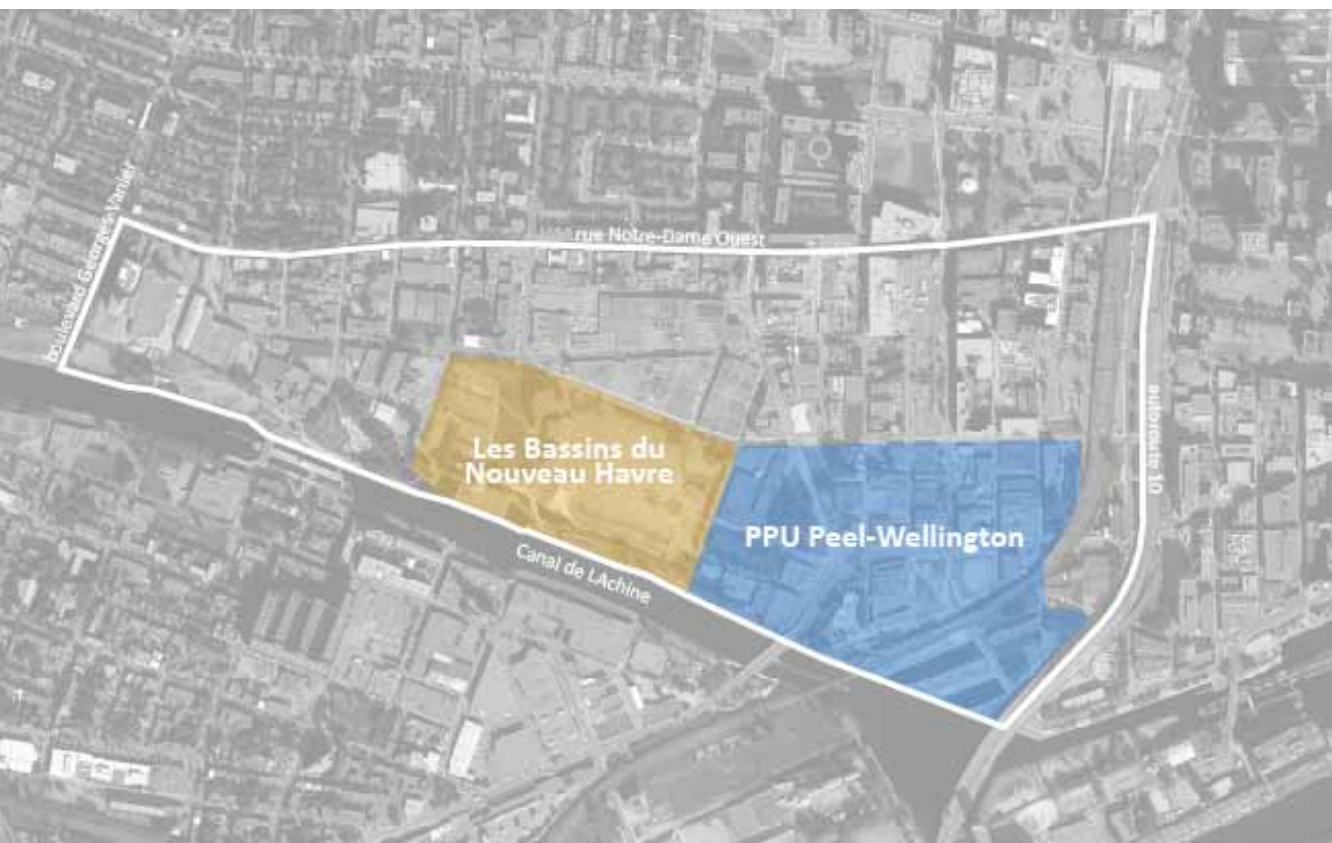 boulevard Georges-Vanier
rue Notre-Dame Ouest
autoroute 10
Les Bassins du
Nouveau Havre
PPU Peel-Wellington
Canal de LAchine